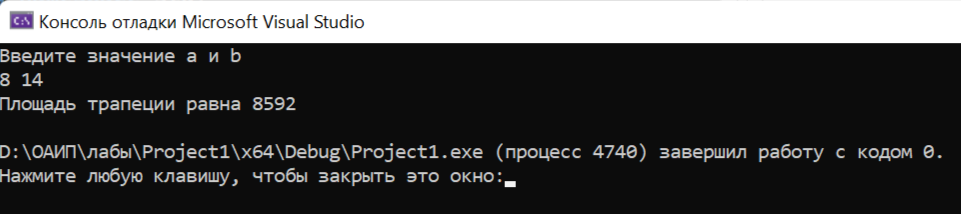 Консоль отладки Microsoft Visual Studio
Введите значение a и b
8 14
Площадь трапеции равна 8592
D:\ОАИП\лабы\Project1\x64\Debug\Project1.exe (процесс 4740) завершил работу с кодом 0.
Нажмите любую клавишу, чтобы закрыть это окно: